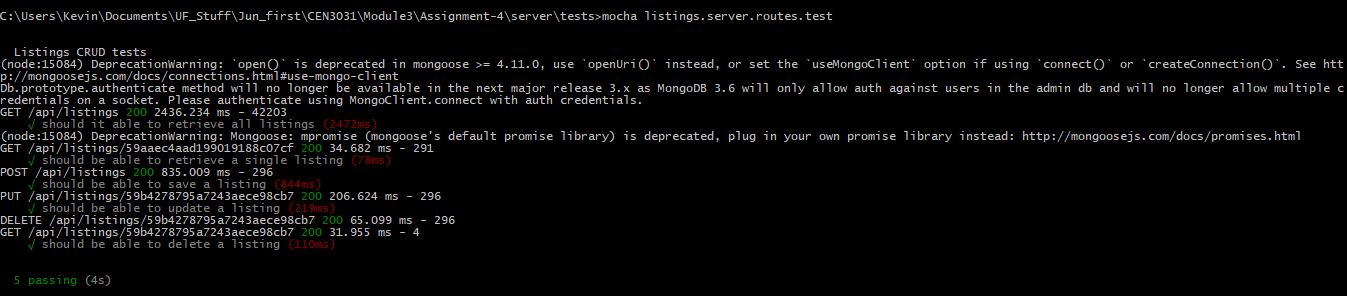 C:\Users\Kevin\Documents\UF_Stuff\Jun_first\CEN3031\Module3\Assignment-4\server\tests>mocha listings.server.routes.test
Listings CRUD tests
(node:15084) DeprecationWarning: `open()` is deprecated in mongoose >= 4.11.0, use `openUri()` instead, or set the `useMongoClient` option if using `connect()` or `createConnection()`. See htt
p://mongoosejs.com/docs/connections.html#use-mongo-client
Db.prototype.authenticate method will no longer be available in the next major release 3.x as MongoDB 3.6 will only allow auth against users in the admin db and will no longer allow multiple c
redentials on a socket. Please authenticate using MongoClient.connect with auth credentials.
GET /api/listings 200 2436.234 ms - 42203
√ should it able to retrieve all listings (2472ms)
(node:15084) DeprecationWarning: Mongoose: mpromise (mongoose's default promise library) is deprecated, plug in your own promise library instead: http://mongoosejs.com/docs/promises.html
GET /api/listings/59aaec4aad199019188c07cf 200 34.682 ms - 291
√ should be able to retrieve a single listing (78ms)
POST /api/listings 200 835.009 ms - 296
√ should be able to save a listing (844ms)
PUT /api/listings/59b4278795a7243aece98cb7 200 206.624 ms - 296
√ should be able to update a listing (219ms)
DELETE /api/listings/59b4278795a7243aece98cb7 200 65.099 ms - 296
GET /api/listings/59b4278795a7243aece98cb7 200 31.955 ms - 4
√ should be able to delete a listing (110ms)
5 passing (4s)